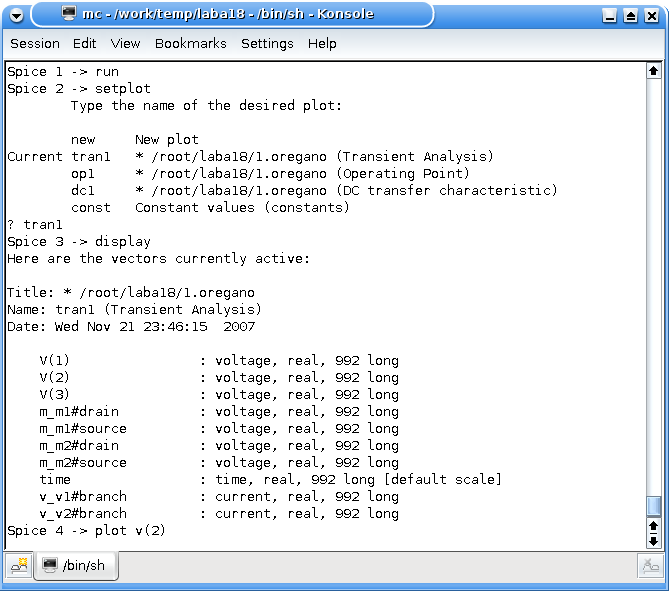 mc - /work/temp/laba18 - /bin/sh - Konsole
Session Edit View Bookmarks Settings Help
Spice 1 -> run
Spice 2 -> setplot
Type the name of the desired plot:
new New plot
Current tran1 * /root/laba18/1.oregano (Transient Analysis)
op1 * /root/laba18/1.oregano (Operating Point)
dc1 * /root/laba18/1.oregano (DC transfer characteristic)
const Constant values (constants)
? tran1
Spice 3 -> display
Here are the vectors currently active:
Title: * /root/laba18/1.oregano
Name: tran1 (Transient Analysis)
Date: Wed Nov 21 23:46:15 2007
V(1) : voltage, real, 992 long
V(2) : voltage, real, 992 long
V(3) : voltage, real, 992 long
m_m1#drain : voltage, real, 992 long
m_m1#source : voltage, real, 992 long
m_m2#drain : voltage, real, 992 long
m_m2#source : voltage, real, 992 long
time : time, real, 992 long [default scale]
v_v1#branch : current, real, 992 long
v_v2#branch : current, real, 992 long
Spice 4 -> plot v(2)
/bin/sh